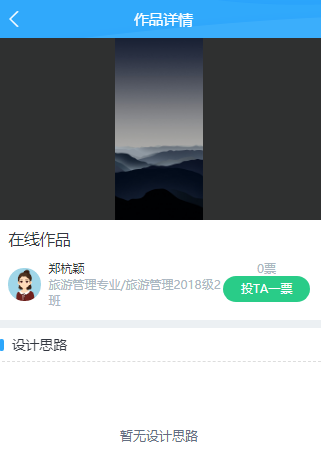 作品详情
在线作品
郑杭颖
0票
旅游管理专业/旅游管理2018级2
班
投TA一票
设计思路
暂无设计思路